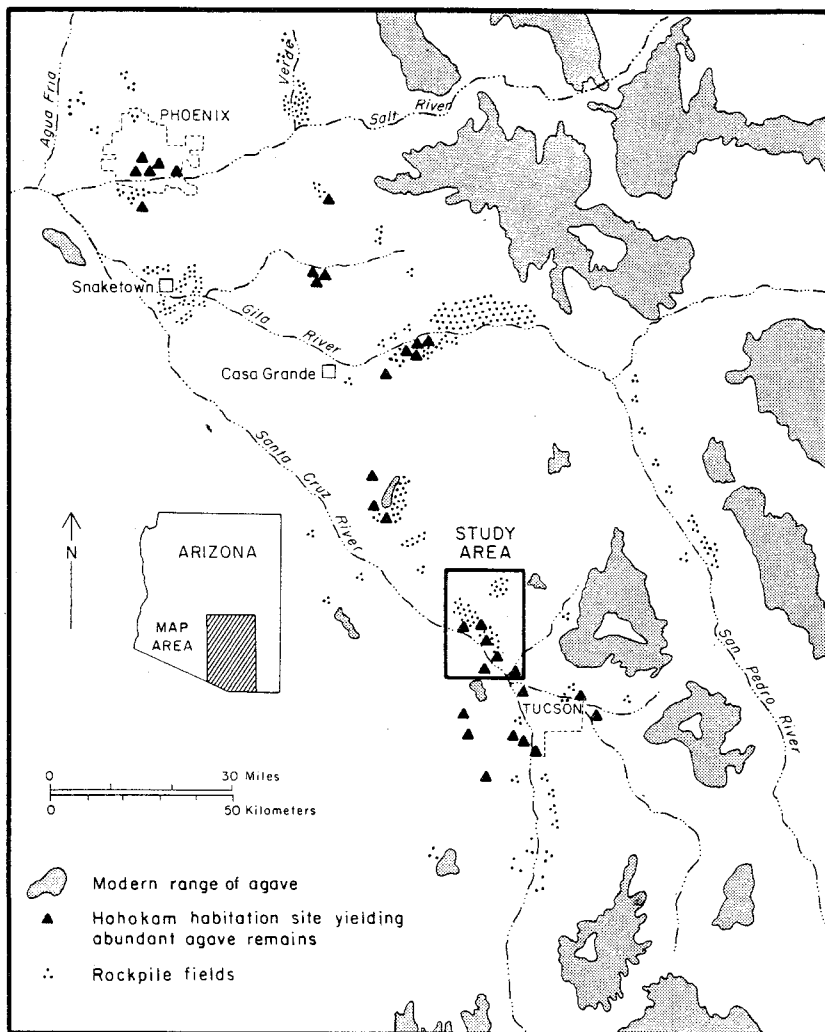 Agua Fria
Verde
PHOENIX
Salt River
Snaketown
Gila
River
Casa Grande
Santa
Cruz
River
N
ARIZONA
MAP
AREA
STUDY
AREA
TUCSON
San Pedro River
0 30 Miles
0 50 Kilometers
Modern range of agave
Hohokam habitation site yielding
abundant agave remains
Rockpile fields